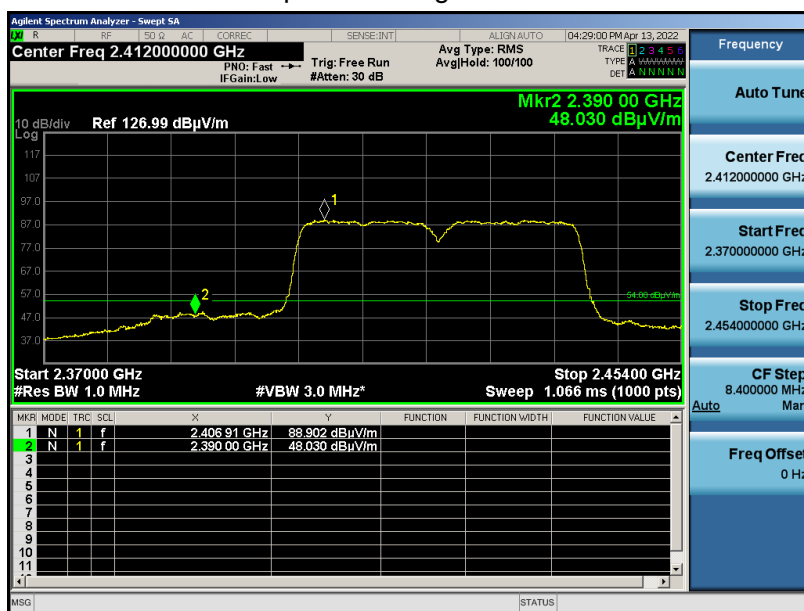 Agilent Spectrum Analyzer - Swept SA
LXI R RF 50 Ω AC CORREC SENSE:INT ALIGN AUTO 04:29:00 PM Apr 13, 2022
Center Freq 2.412000000 GHz
PNO: Fast
IFGain:Low
Trig: Free Run
#Atten: 30 dB
Avg Type: RMS
Avg|Hold: 100/100
TRACE 1 2 3 4 5 6
TYPE A WWWWW
DET A N N N N N
Mkr2 2.390 00 GHz
48.030 dBµV/m
10 dB/div Ref 126.99 dBµV/m
Log
117
107
97.0
87.0
77.0
67.0
57.0
47.0
37.0
1
2
54.00 dBµV/m
Start 2.37000 GHz Stop 2.45400 GHz
#Res BW 1.0 MHz #VBW 3.0 MHz* Sweep 1.066 ms (1000 pts)
MKR MODE TRC SCL X Y FUNCTION FUNCTION WIDTH FUNCTION VALUE
1 N 1 f 2.406 91 GHz 88.902 dBµV/m
2 N 1 f 2.390 00 GHz 48.030 dBµV/m
3
4
5
6
7
8
9
10
11
MSG STATUS
Frequency
Auto Tune
Center Freq
2.412000000 GHz
Start Freq
2.370000000 GHz
Stop Freq
2.454000000 GHz
CF Step
8.400000 MHz
Auto Man
Freq Offset
0 Hz